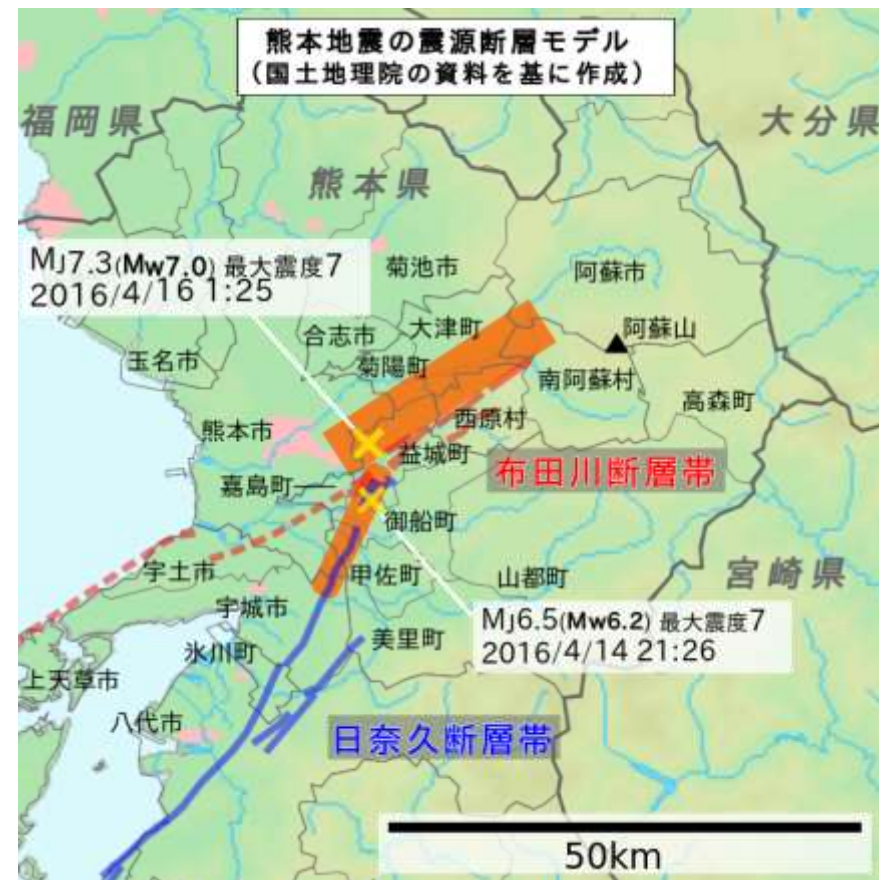 熊本地震の震源断層モデル
（国土地理院の資料を基に作成）
福岡県
大分県
熊本県
MJ7.3(Mw7.0) 最大震度7
2016/4/16 1:25
菊池市
阿蘇市
合志市
大津町
阿蘇山
玉名市
菊陽町
南阿蘇村
高森町
西原村
熊本市
益城町
布田川断層帯
嘉島町
御船町
宇土市
甲佐町
山都町
宮崎県
宇城市
MJ6.5(Mw6.2) 最大震度7
2016/4/14 21:26
美里町
氷川町
上天草市
八代市
日奈久断層帯
50km